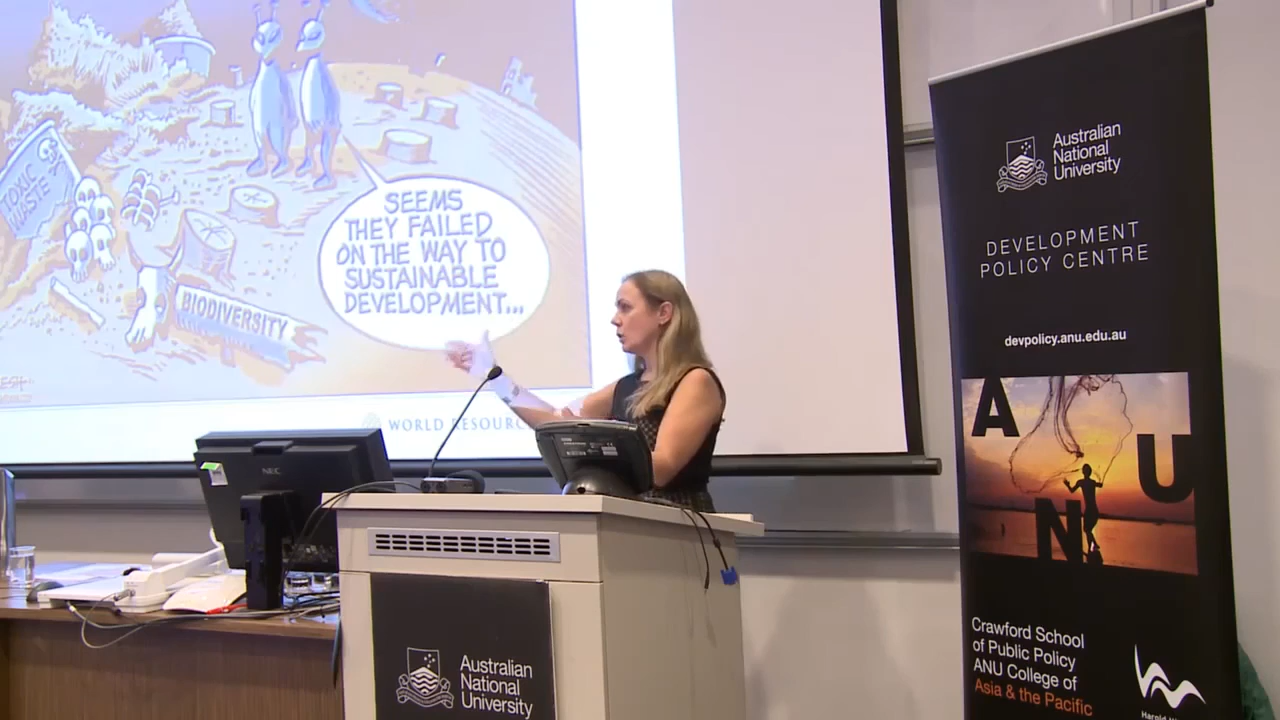 TOXIC
WASTE
BIODIVERSITY
SEEMS
THEY FAILED
ON THE WAY TO
SUSTAINABLE
DEVELOPMENT...
WORLD
NEC
Australian
National
University
Australian
National
University
DEVELOPMENT
POLICY CENTRE
devpolicy.anu.edu.au
A
N
U
Crawford School
of Public Policy
ANU College of
Asia & the Pacific